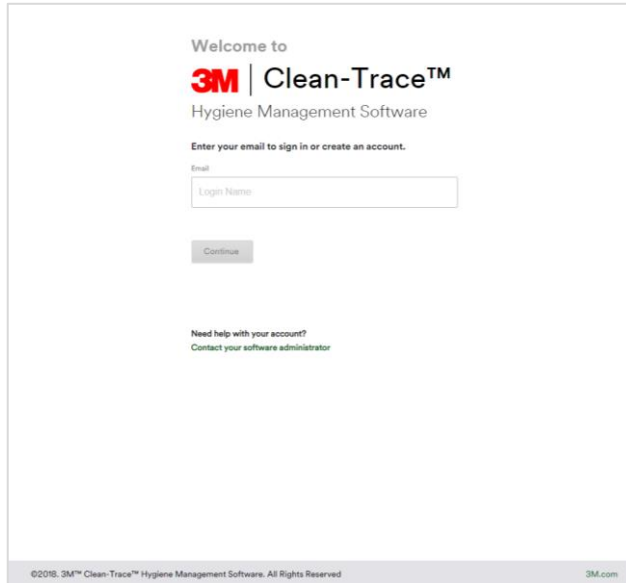 Welcome to
3M | Clean-Trace™
Hygiene Management Software
Enter your email to sign in or create an account.
Email
Login Name
Continue
Need help with your account?
Contact your software administrator
©2018. 3M™ Clean-Trace™ Hygiene Management Software. All Rights Reserved 3M.com